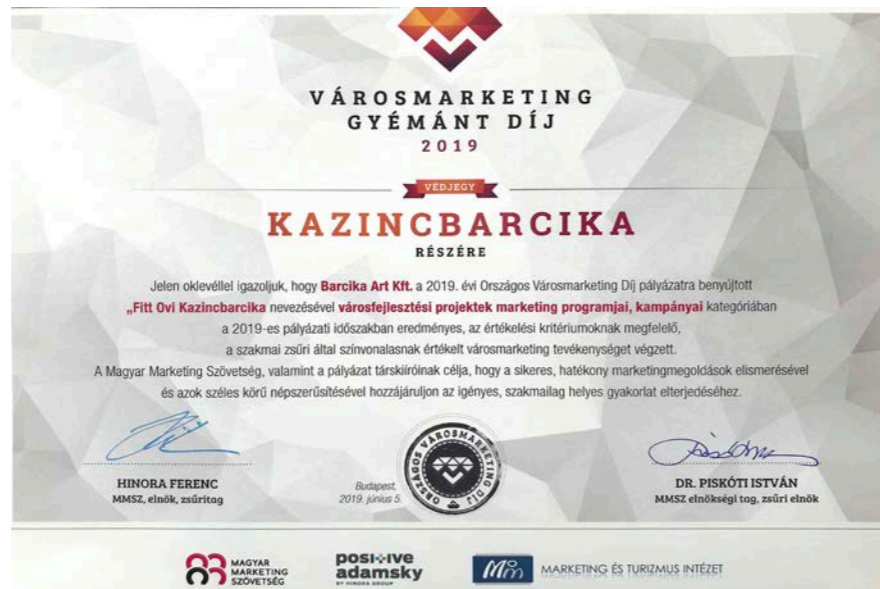 VÁROSMARKETING
GYÉMÁNT DÍJ
2019
VÉDJEGY
KAZINCBARCIKA
RÉSZÉRE
Jelen oklevéllel igazoljuk, hogy Barcika Art Kft. a 2019. évi Országos Városmarketing Díj pályázatra benyújtott
„Fitt Ovi Kazincbarcika nevezésével városfejlesztési projektek marketing programjai, kampányai kategóriában
a 2019-es pályázati időszakban eredményes, az értékelési kritériumoknak megfelelő,
a szakmai zsűri által színvonalasnak értékelt városmarketing tevékenységet végzett.
A Magyar Marketing Szövetség, valamint a pályázat társkiíróinak célja, hogy a sikeres, hatékony marketingmegoldások elismerésével
és azok széles körű népszerűsítésével hozzájáruljon az igényes, szakmailag helyes gyakorlat elterjedéséhez.
HINORA FERENC
MMSZ, elnök, zsűritag
Budapest,
2019. június 5.
ORSZÁGOS VÁROSMARKETING DÍJ
DR. PISKÓTI ISTVÁN
MMSZ elnökségi tag, zsűri elnök
MAGYAR
MARKETING
SZÖVETSÉG
positive
adamsky
BY HINORA GROUP
MARKETING ÉS TURIZMUS INTÉZET